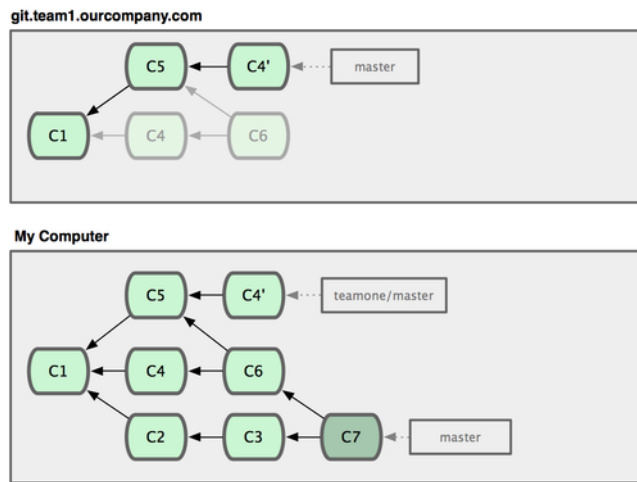 git.team1.ourcompany.com
C5 C4' master
C1 C4 C6
My Computer
C5 C4' teamone/master
C1 C4 C6
C2 C3 C7 master